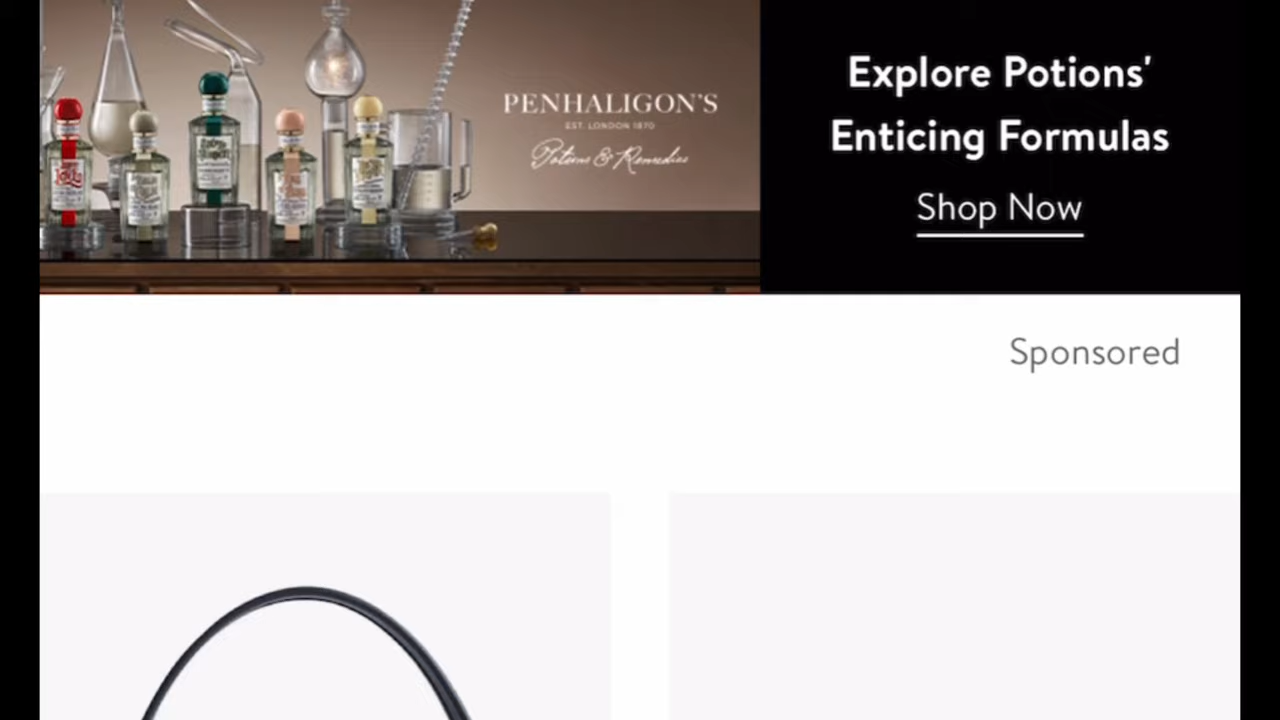 PENHALIGON'S
EST. LONDON 1870
Potions & Remedies
Explore Potions'
Enticing Formulas
Shop Now
Sponsored